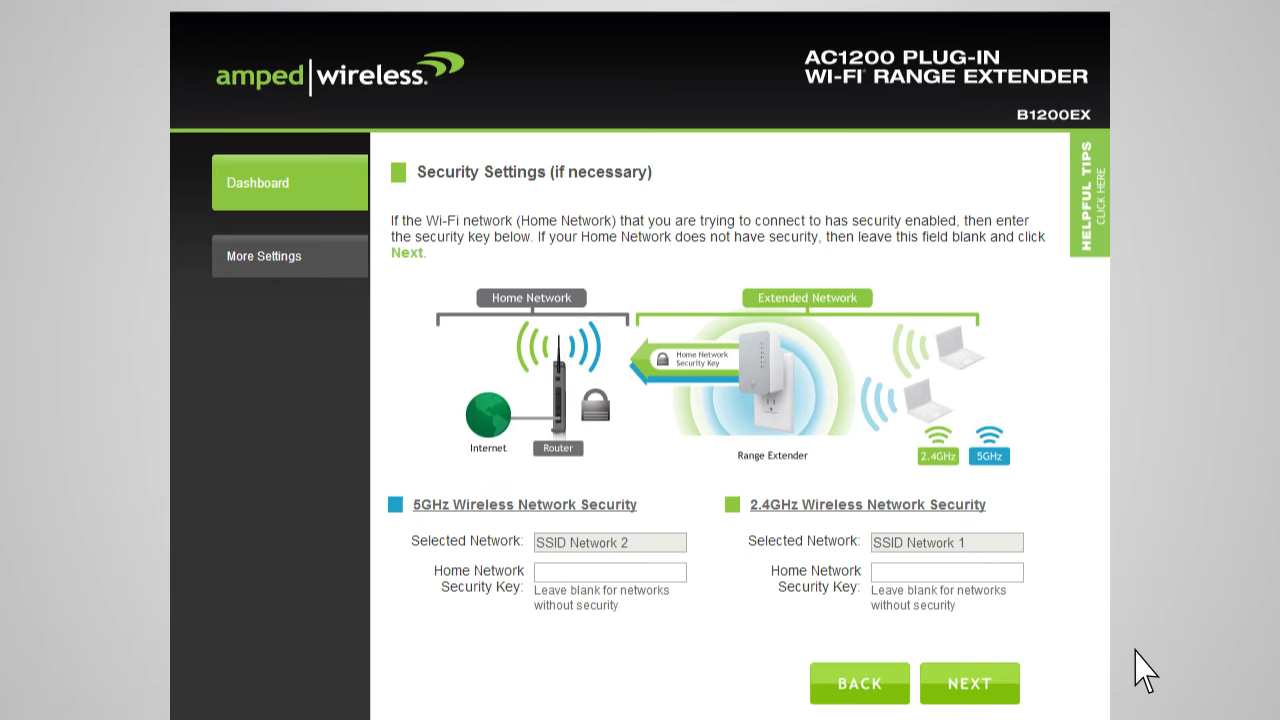 amped wireless.
AC1200 PLUG-IN
WI-FI® RANGE EXTENDER
B1200EX
HELPFUL TIPS
CLICK HERE
Dashboard
More Settings
Security Settings (if necessary)
If the Wi-Fi network (Home Network) that you are trying to connect to has security enabled, then enter
the security key below. If your Home Network does not have security, then leave this field blank and click
Next.
Home Network
Extended Network
Home Network
Security Key
Internet
Router
Range Extender
2.4GHz
5GHz
5GHz Wireless Network Security
Selected Network: SSID Network 2
Home Network
Security Key:
Leave blank for networks
without security
2.4GHz Wireless Network Security
Selected Network: SSID Network 1
Home Network
Security Key:
Leave blank for networks
without security
BACK
NEXT